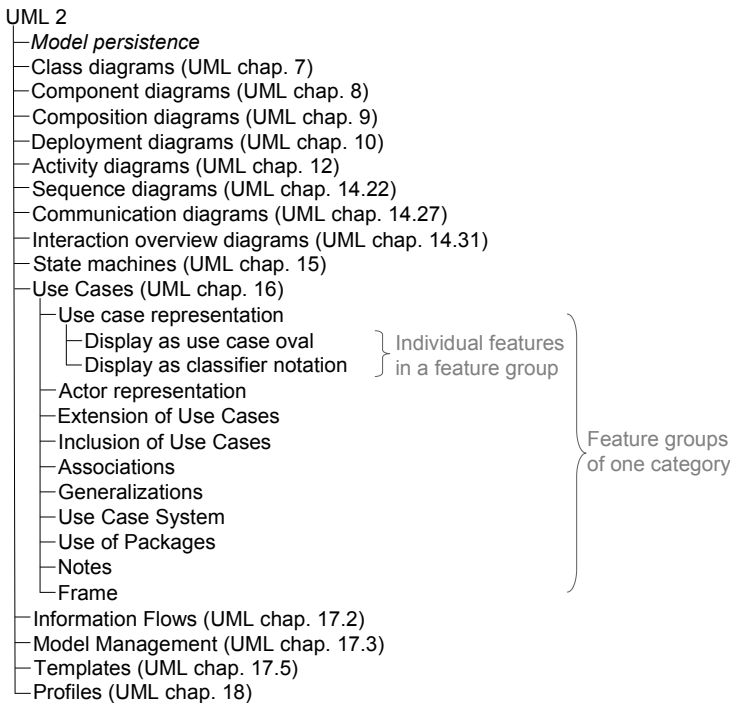 UML 2
Model persistence
Class diagrams (UML chap. 7)
Component diagrams (UML chap. 8)
Composition diagrams (UML chap. 9)
Deployment diagrams (UML chap. 10)
Activity diagrams (UML chap. 12)
Sequence diagrams (UML chap. 14.22)
Communication diagrams (UML chap. 14.27)
Interaction overview diagrams (UML chap. 14.31)
State machines (UML chap. 15)
Use Cases (UML chap. 16)
Use case representation
Display as use case oval
Display as classifier notation
Individual features
in a feature group
Actor representation
Extension of Use Cases
Inclusion of Use Cases
Associations
Generalizations
Use Case System
Use of Packages
Notes
Frame
Feature groups
of one category
Information Flows (UML chap. 17.2)
Model Management (UML chap. 17.3)
Templates (UML chap. 17.5)
Profiles (UML chap. 18)